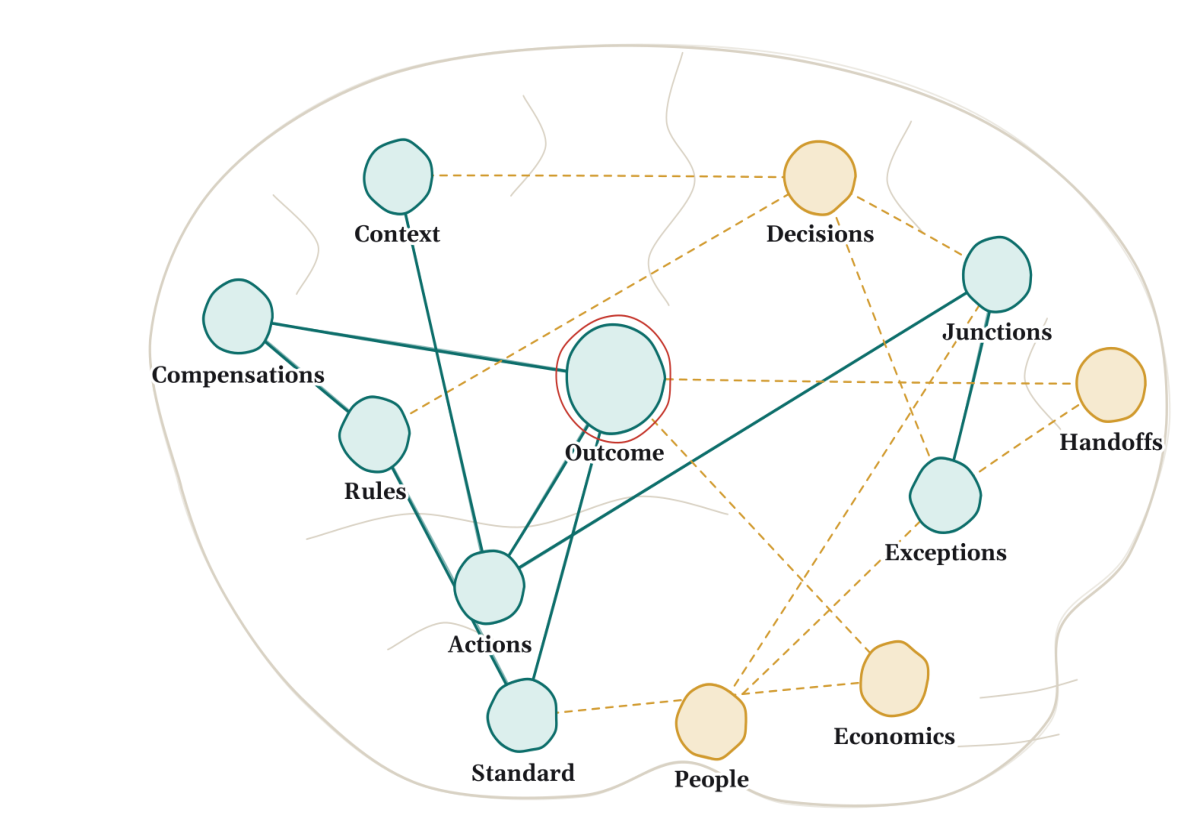 Context
Decisions
Junctions
Compensations
Handoffs
Outcome
Rules
Exceptions
Actions
Economics
Standard
People